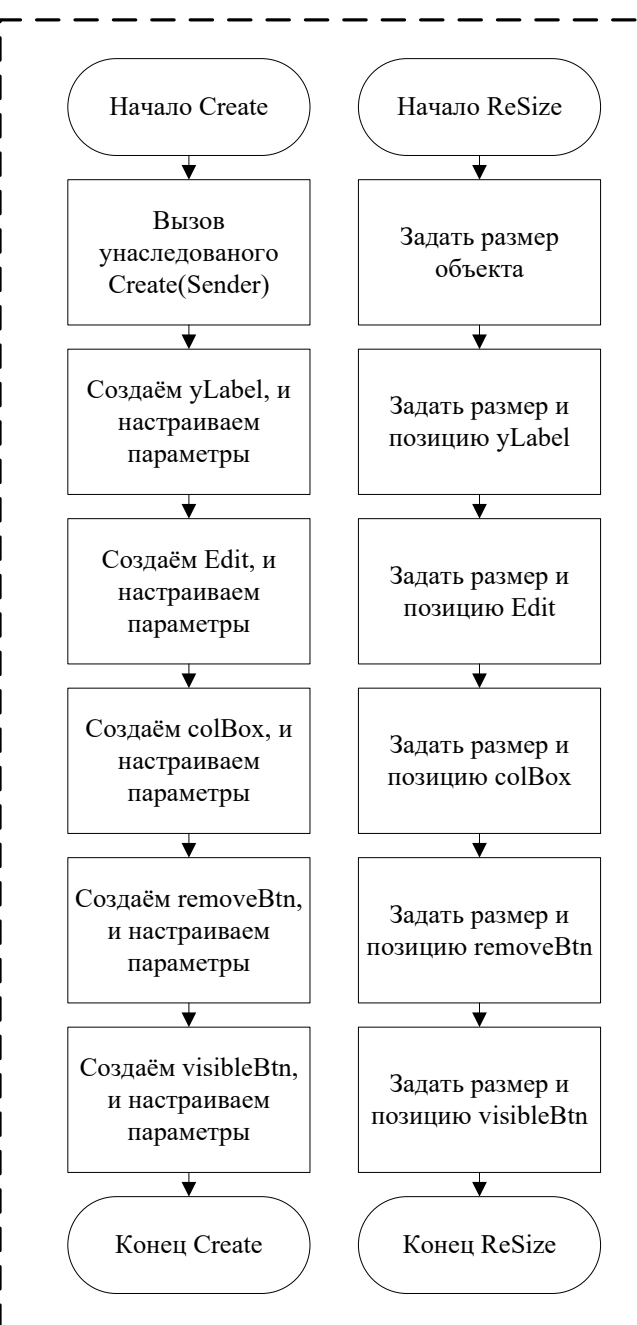 Начало Create
Вызов
унаследованого
Create(Sender)
Создаём yLabel, и
настраиваем
параметры
Создаём Edit, и
настраиваем
параметры
Создаём colBox, и
настраиваем
параметры
Создаём removeBtn,
и настраиваем
параметры
Создаём visibleBtn,
и настраиваем
параметры
Конец Create
Начало ReSize
Задать размер
объекта
Задать размер и
позицию yLabel
Задать размер и
позицию Edit
Задать размер и
позицию colBox
Задать размер и
позицию removeBtn
Задать размер и
позицию visibleBtn
Конец ReSize